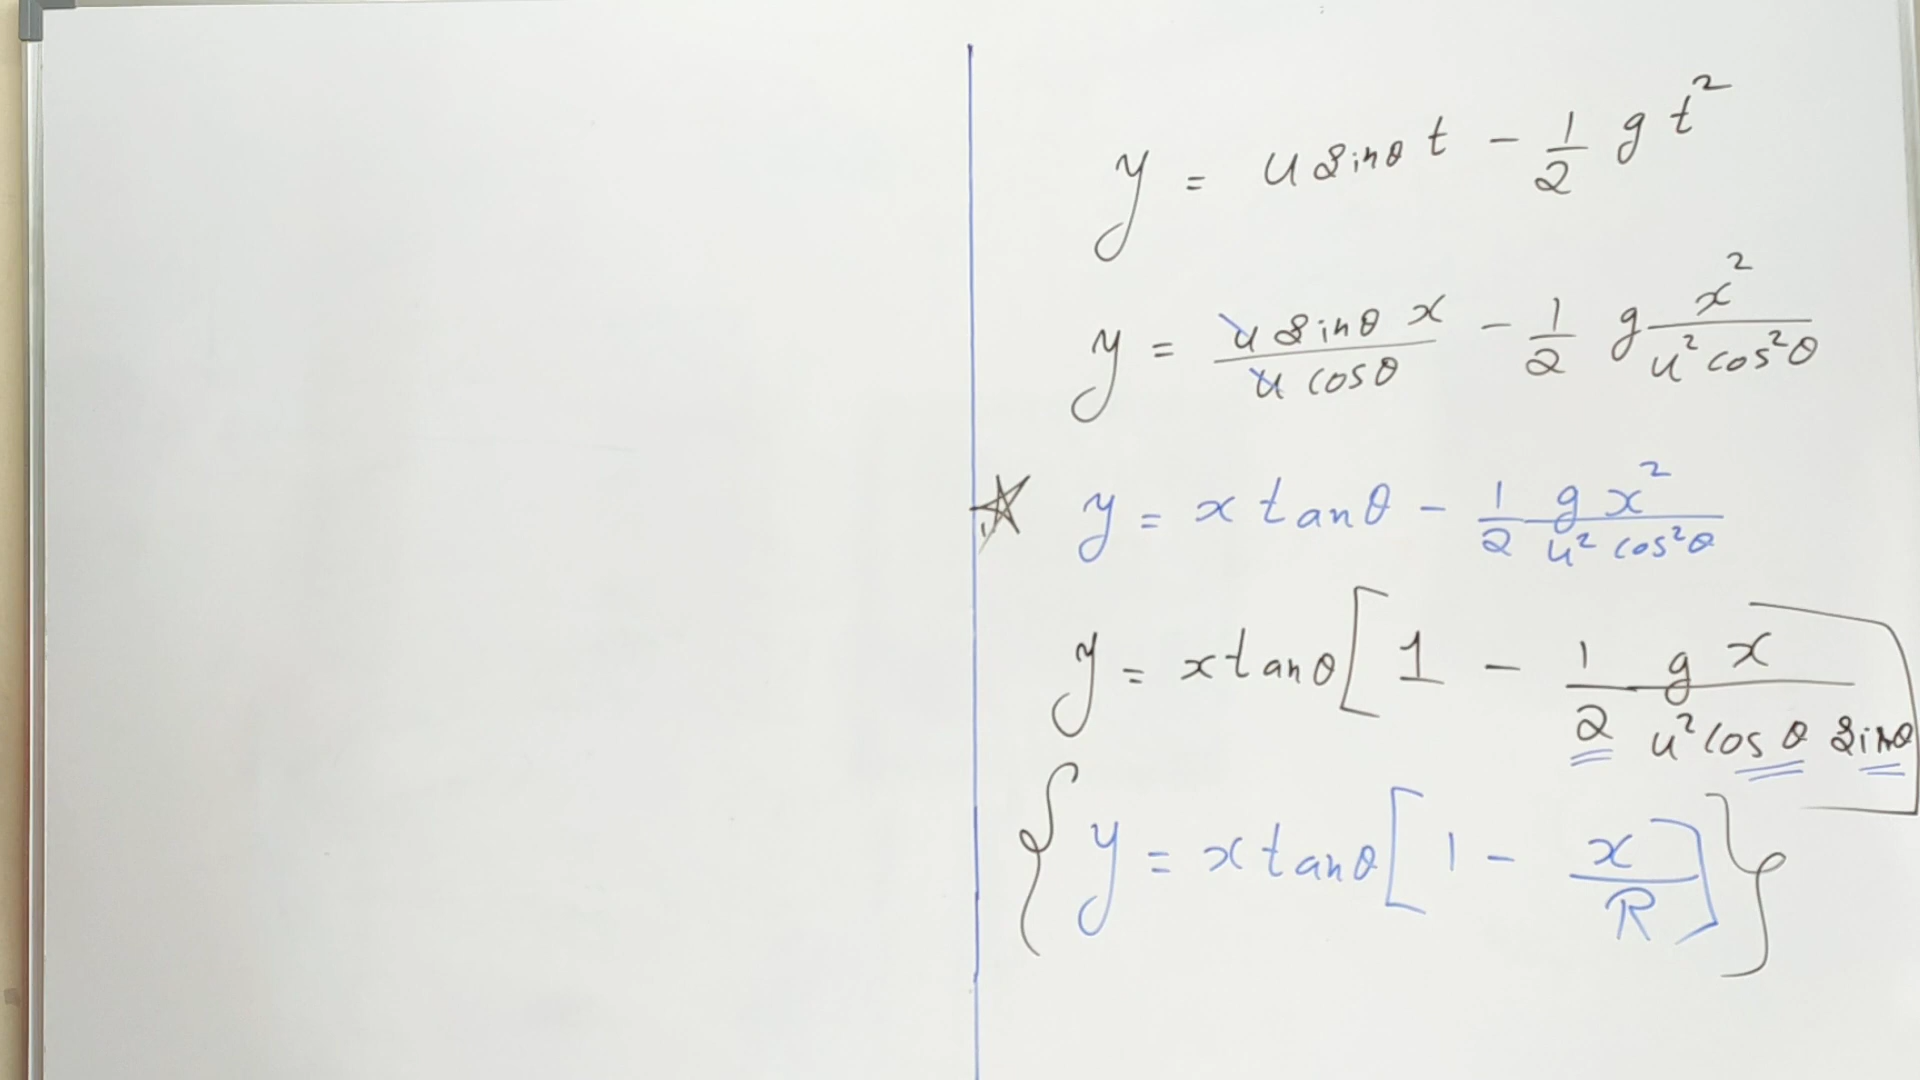 y = u sinθ t - 1/2 g t²
y = u sinθ x / u cosθ - 1/2 g x² / u² cos²θ
☆ y = x tanθ - 1/2 g x² / u² cos²θ
y = x tanθ [ 1 - 1 g x / 2 u² cosθ sinθ ]
{ y = x tanθ [ 1 - x/R ] }